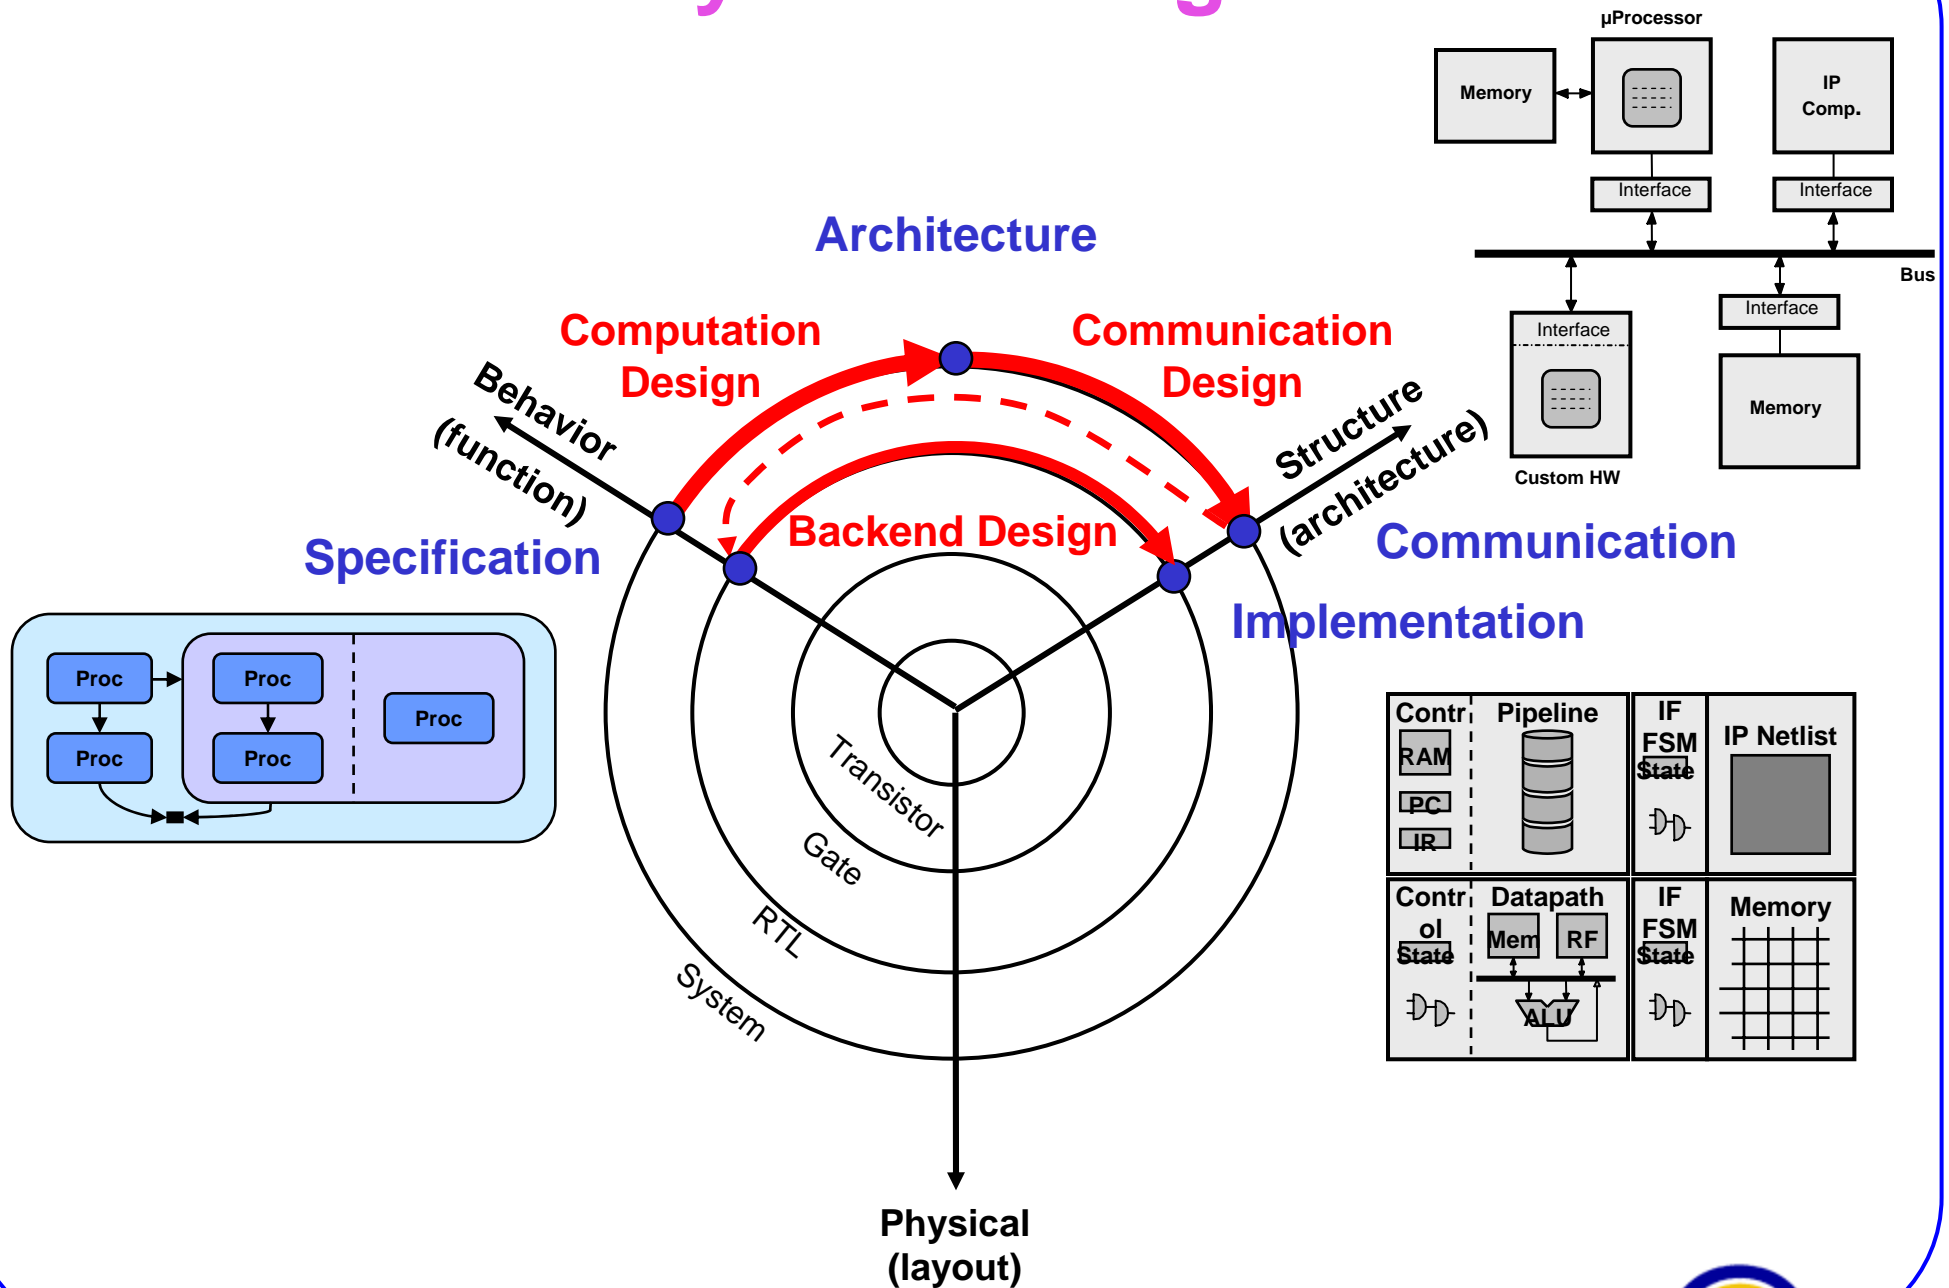 µProcessor
Memory
IP
Comp.
Interface
Interface
Bus
Interface
Interface
Memory
Custom HW
Architecture
Computation
Design
Communication
Design
Behavior
(function)
Structure
(architecture)
Backend Design
Specification
Communication
Implementation
Proc
Proc
Proc
Proc
Proc
Transistor
Gate
RTL
System
Contr
RAM
PC
IR
Pipeline
IF
FSM
State
IP Netlist
Contr
ol
State
Datapath
Mem
RF
ALU
IF
FSM
State
Memory
Physical
(layout)